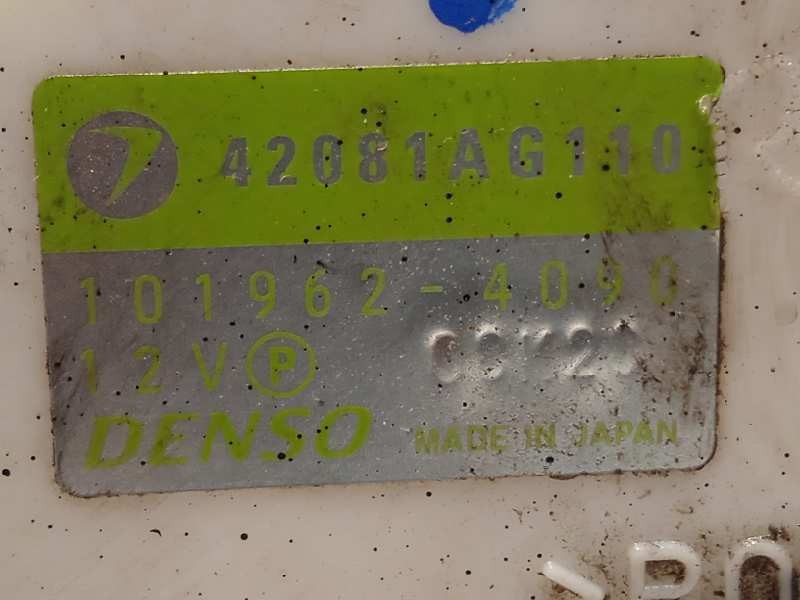 42081AG110
101962-4090
12V P
DENSO MADE IN JAPAN